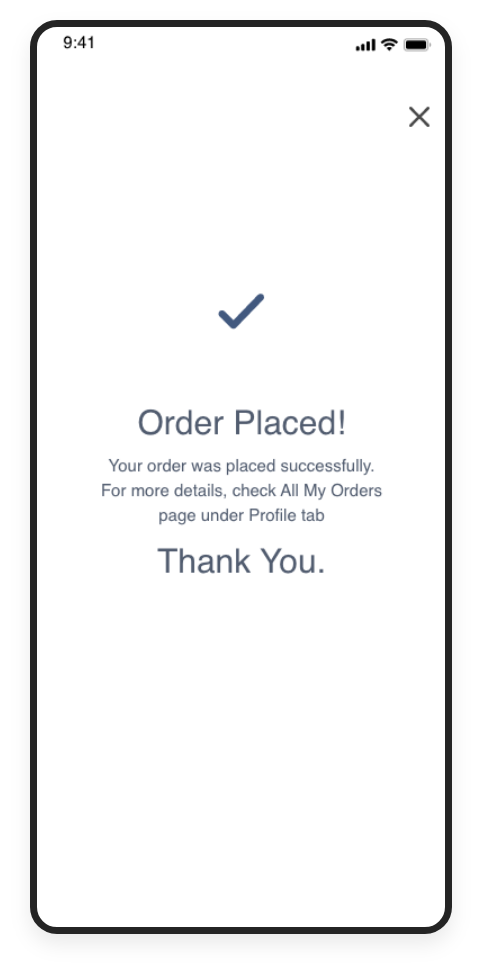 9:41
Order Placed!
Your order was placed successfully.
For more details, check All My Orders
page under Profile tab
Thank You.